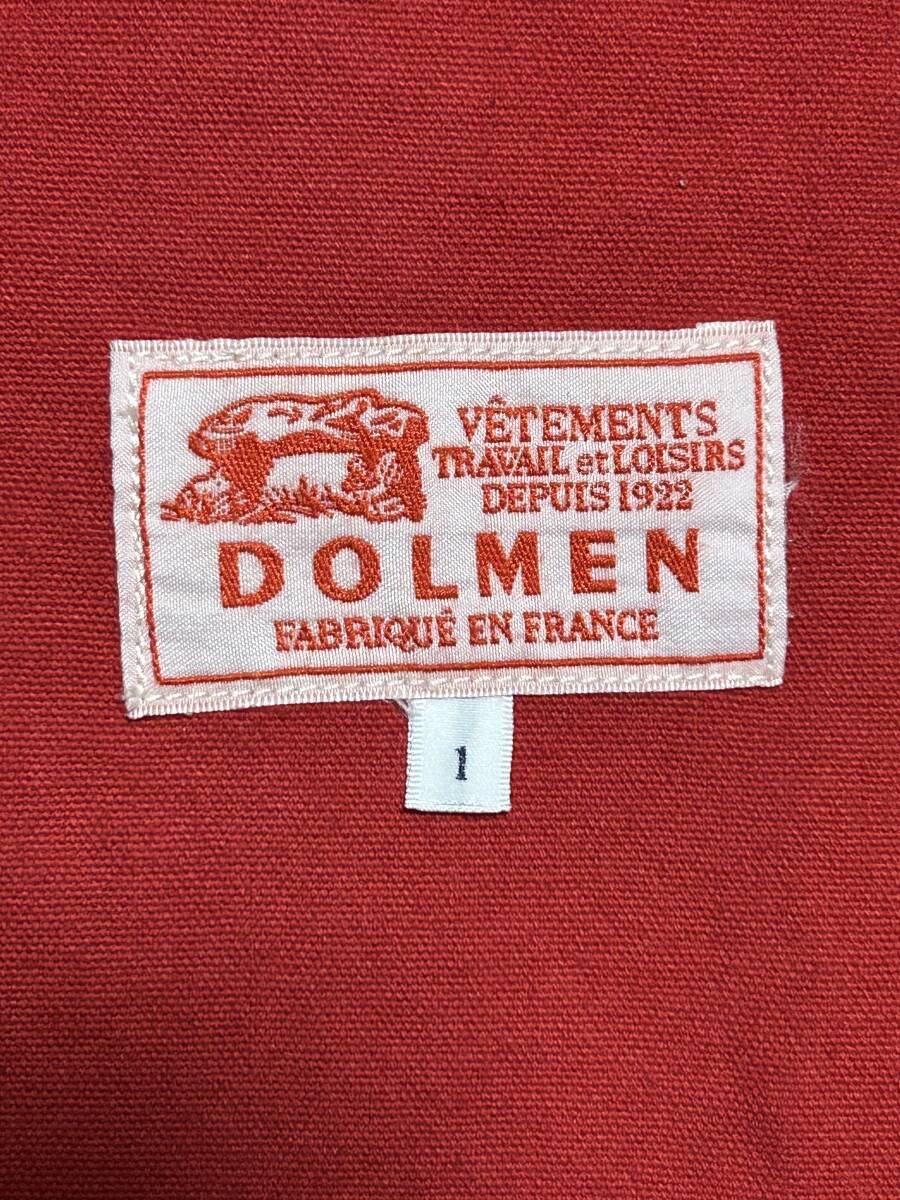 VÊTEMENTS
TRAVAIL et LOISIRS
DEPUIS 1922
DOLMEN
FABRIQUÉ EN FRANCE
1